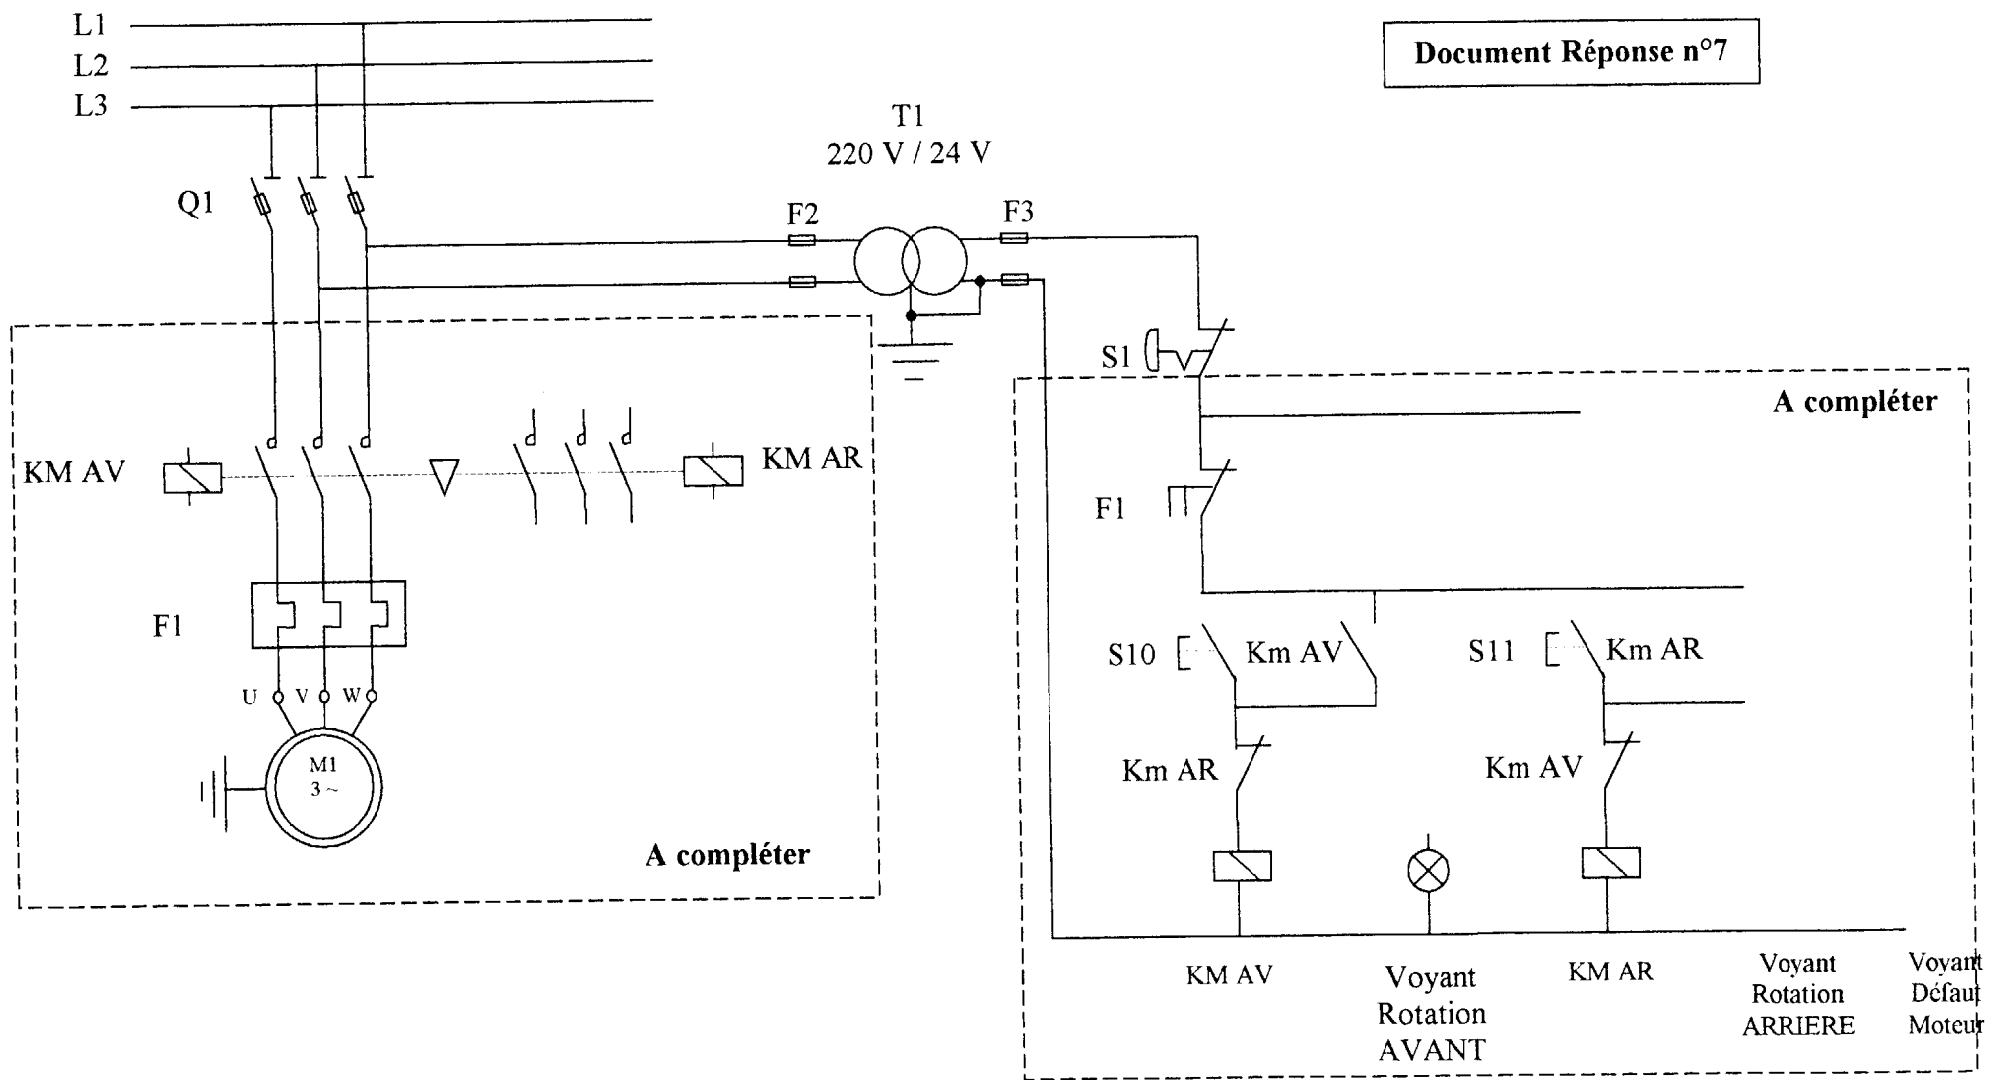 L1
L2
L3
Document Réponse n°7
T1
220 V / 24 V
Q1
F2
F3
S1
A compléter
KM AV
KM AR
F1
F1
S10
Km AV
S11
Km AR
U V W
M1
3 ~
Km AR
Km AV
A compléter
KM AV
Voyant
Rotation
AVANT
KM AR
Voyant
Rotation
ARRIERE
Voyant
Défaut
Moteur